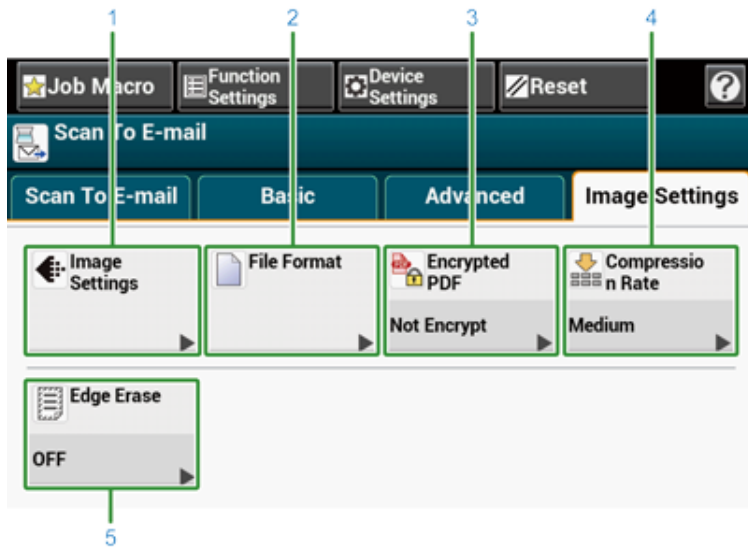 1 2 3 4
Job Macro
Function
Settings
Device
Settings
Reset
?
Scan To E-mail
Scan To E-mail Basic Advanced Image Settings
Image
Settings
File Format
Encrypted
PDF
Not Encrypt
Compressio
n Rate
Medium
Edge Erase
OFF
5